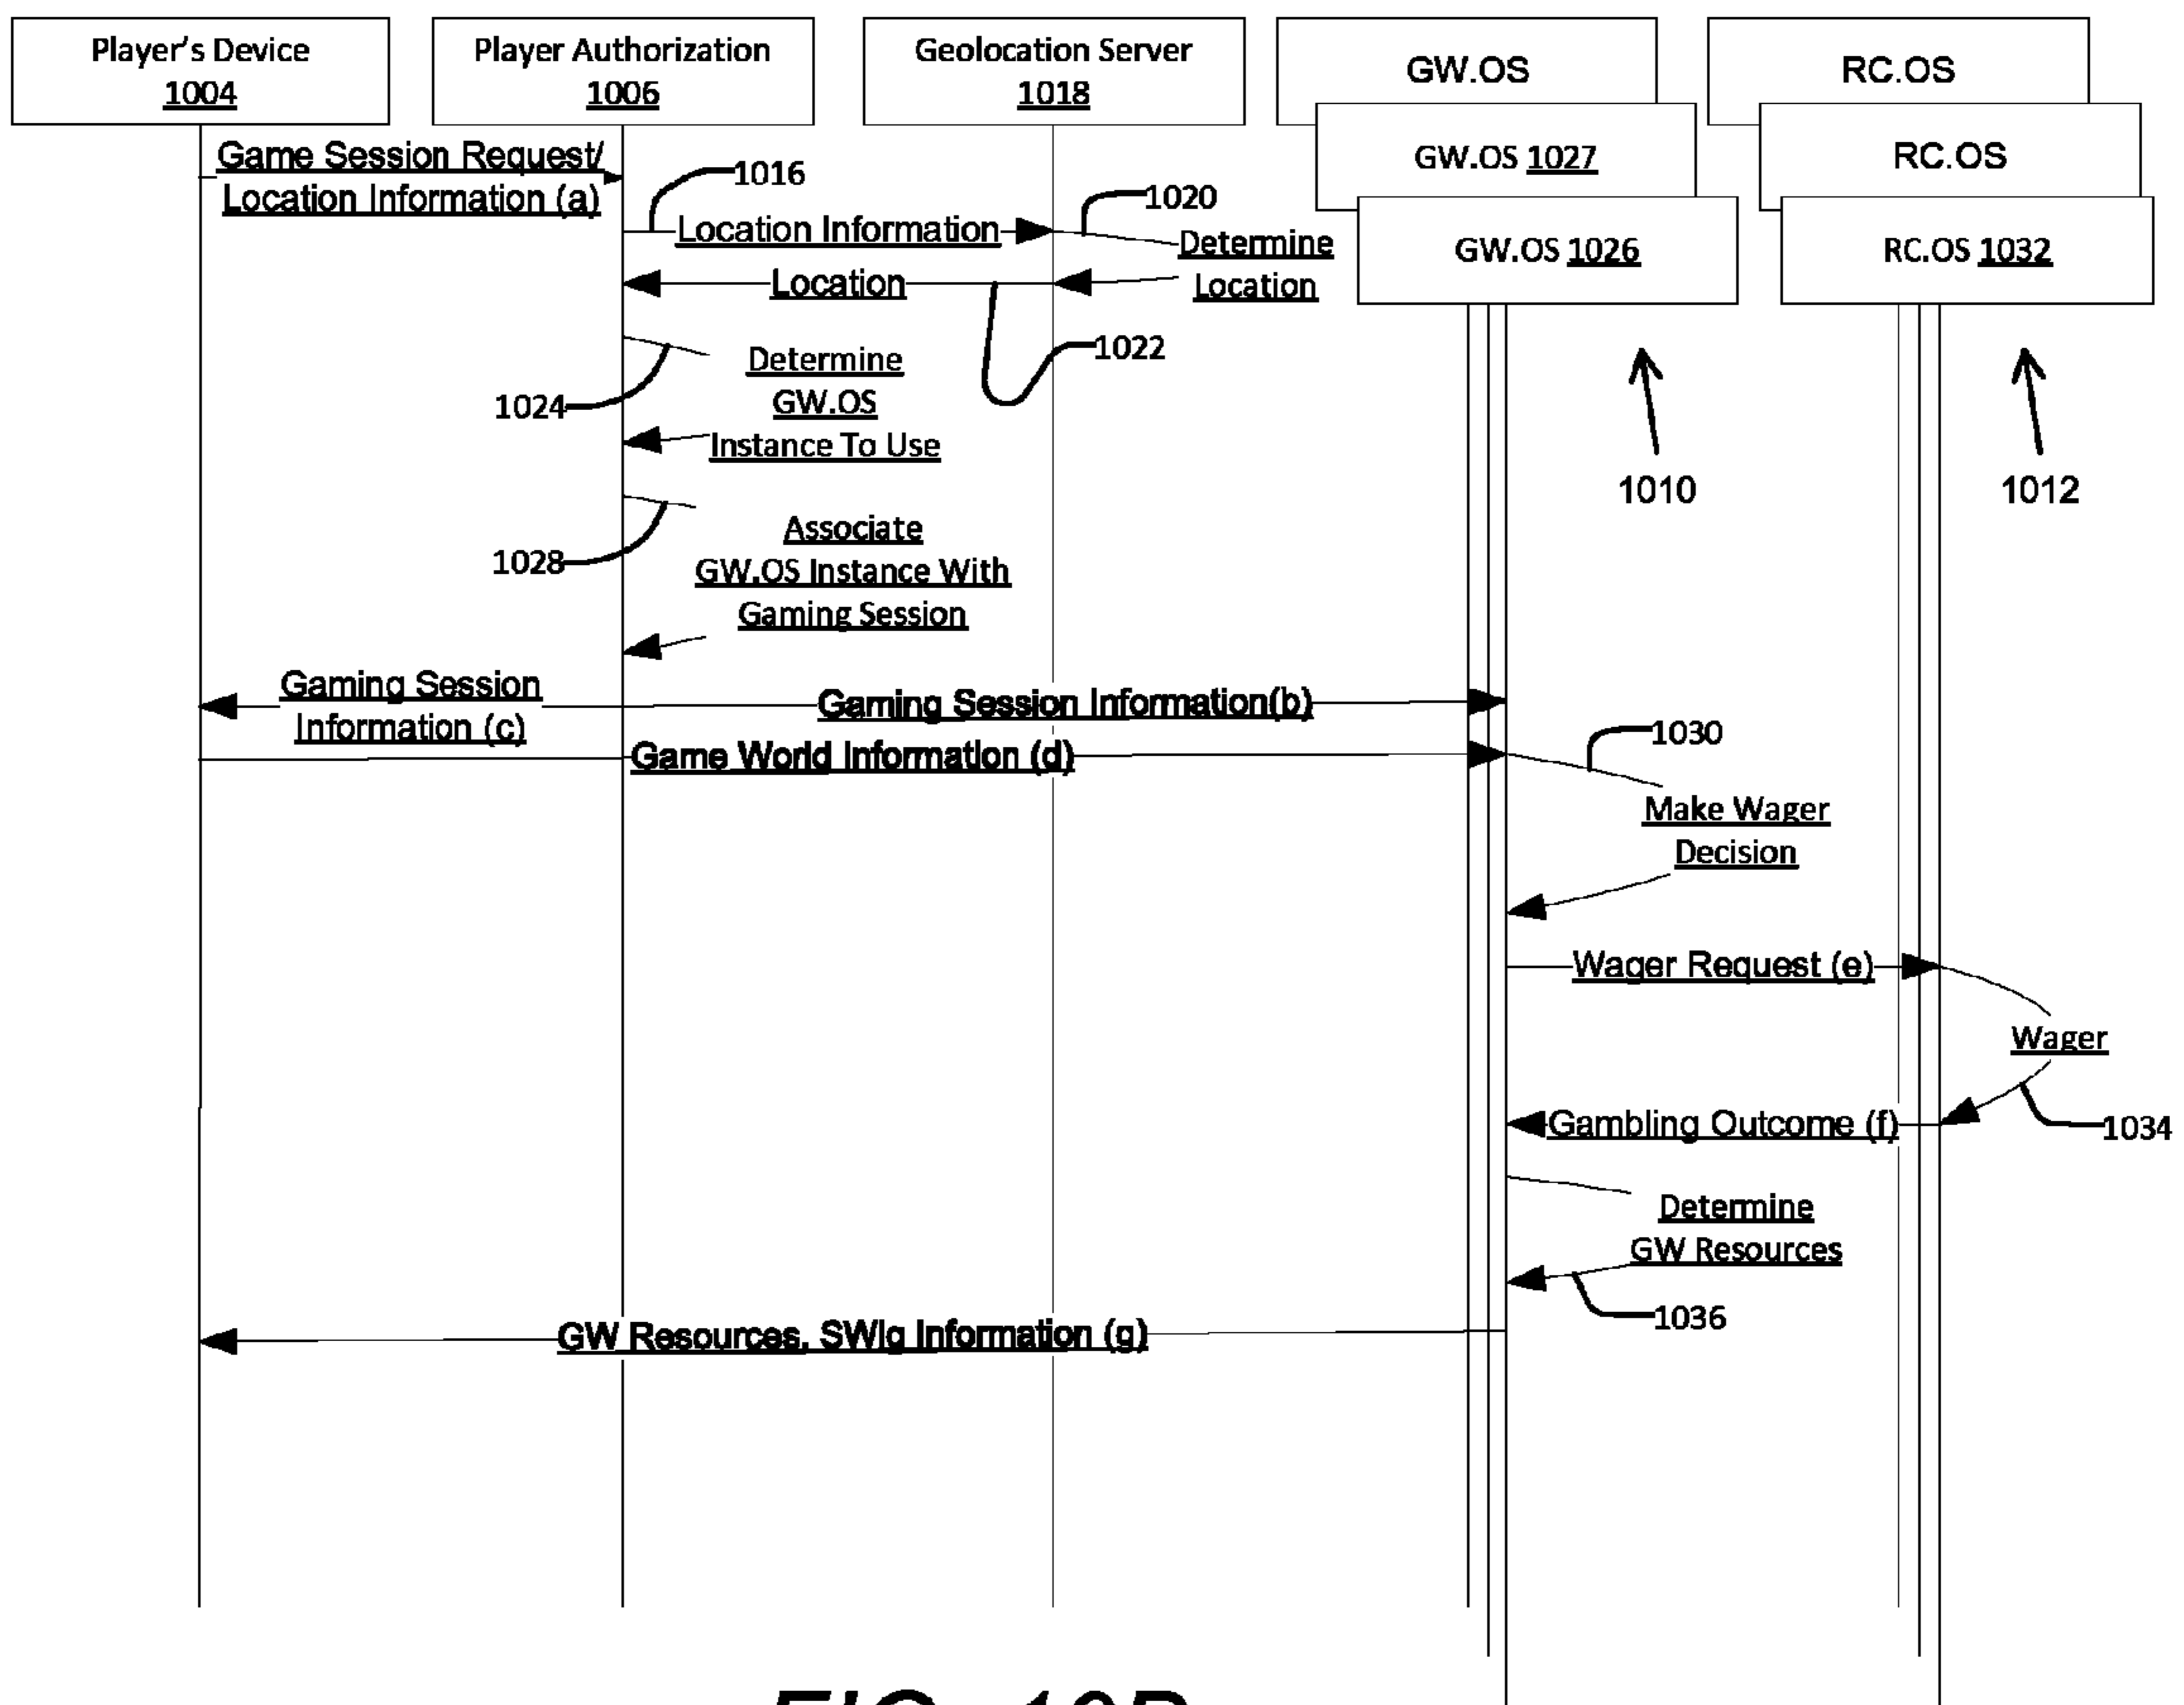 Player's Device
1004
Player Authorization
1006
Geolocation Server
1018
GW.OS
RC.OS
GW.OS 1027
RC.OS
GW.OS 1026
RC.OS 1032
Game Session Request/
Location Information (a)
1016
Location Information
1020
Determine
Location
Location
1022
Determine
GW.OS
Instance To Use
1024
1010
1012
Associate
GW.OS Instance With
Gaming Session
1028
Gaming Session
Information (c)
Gaming Session Information(b)
Game World Information (d)
1030
Make Wager
Decision
Wager Request (e)
Wager
Gambling Outcome (f)
1034
Determine
GW Resources
1036
GW Resources, SWIg Information (g)